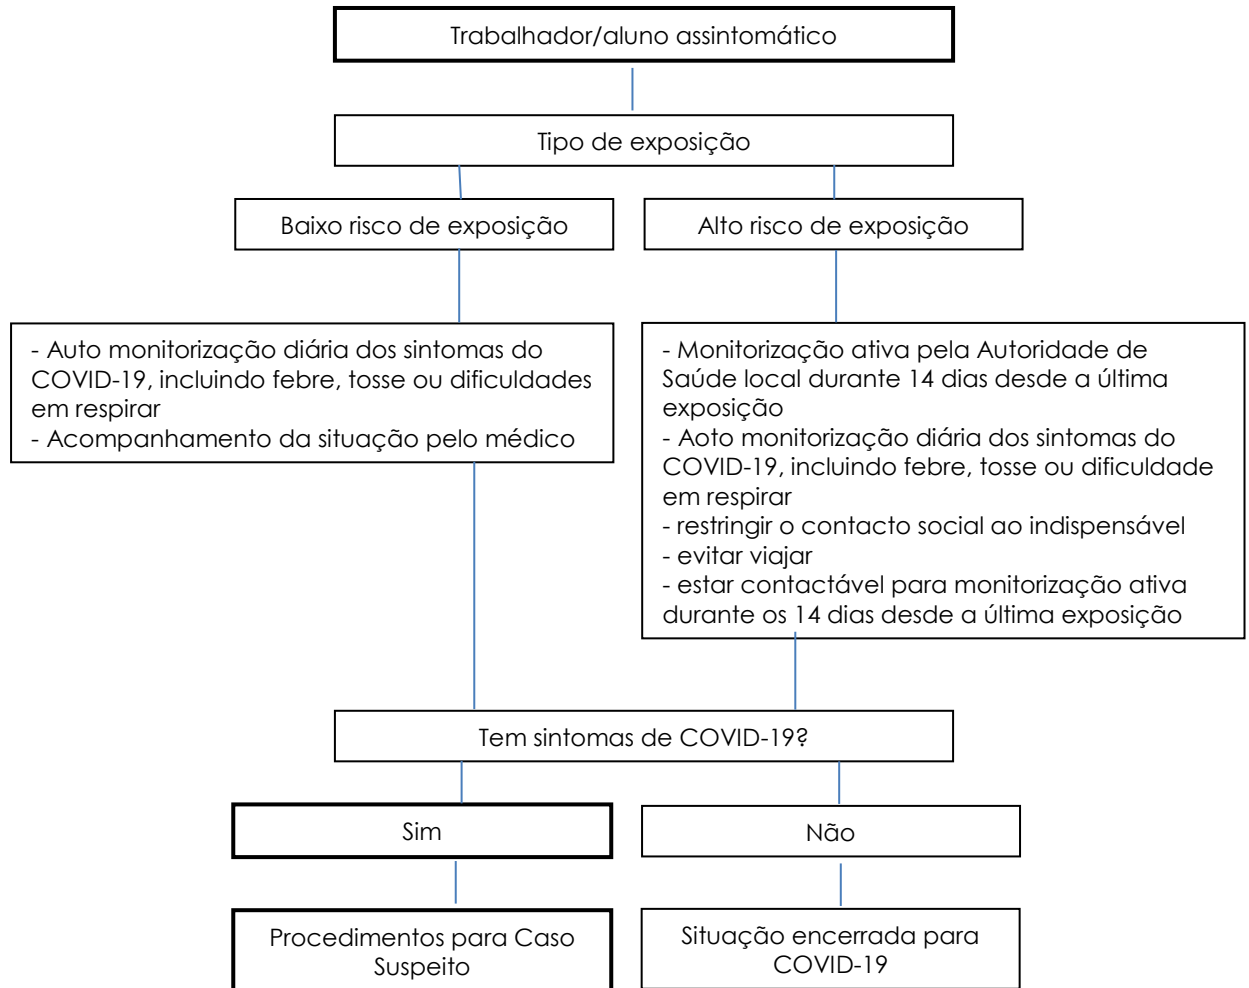 Trabalhador/aluno assintomático
Tipo de exposição
Baixo risco de exposição
Alto risco de exposição
- Auto monitorização diária dos sintomas do
COVID-19, incluindo febre, tosse ou dificuldades
em respirar
- Acompanhamento da situação pelo médico
- Monitorização ativa pela Autoridade de
Saúde local durante 14 dias desde a última
exposição
- Aoto monitorização diária dos sintomas do
COVID-19, incluindo febre, tosse ou dificuldade
em respirar
- restringir o contacto social ao indispensável
- evitar viajar
- estar contactável para monitorização ativa
durante os 14 dias desde a última exposição
Tem sintomas de COVID-19?
Sim
Não
Procedimentos para Caso
Suspeito
Situação encerrada para
COVID-19